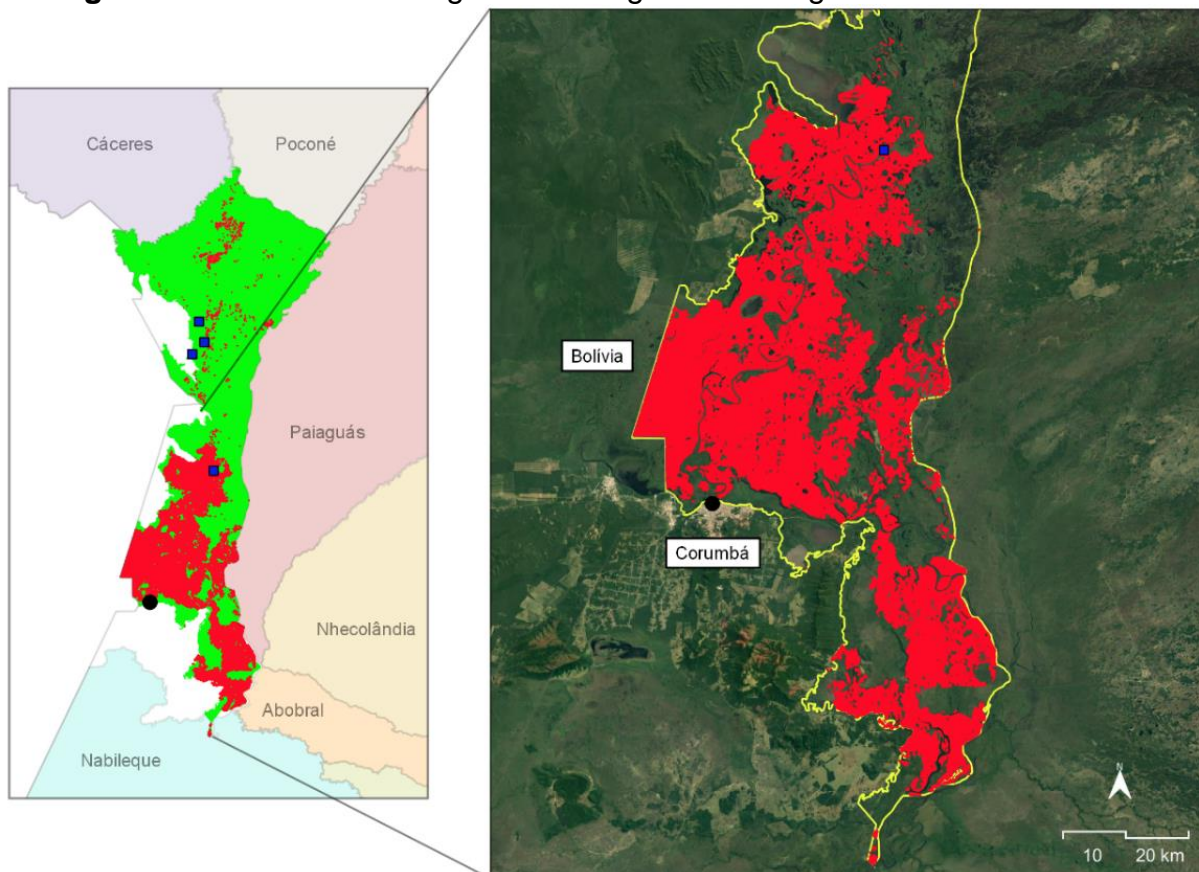 Cáceres
Poconé
Paiaguás
Nhecolândia
Abobral
Nabileque
Bolívia
Corumbá
N
10 20 km